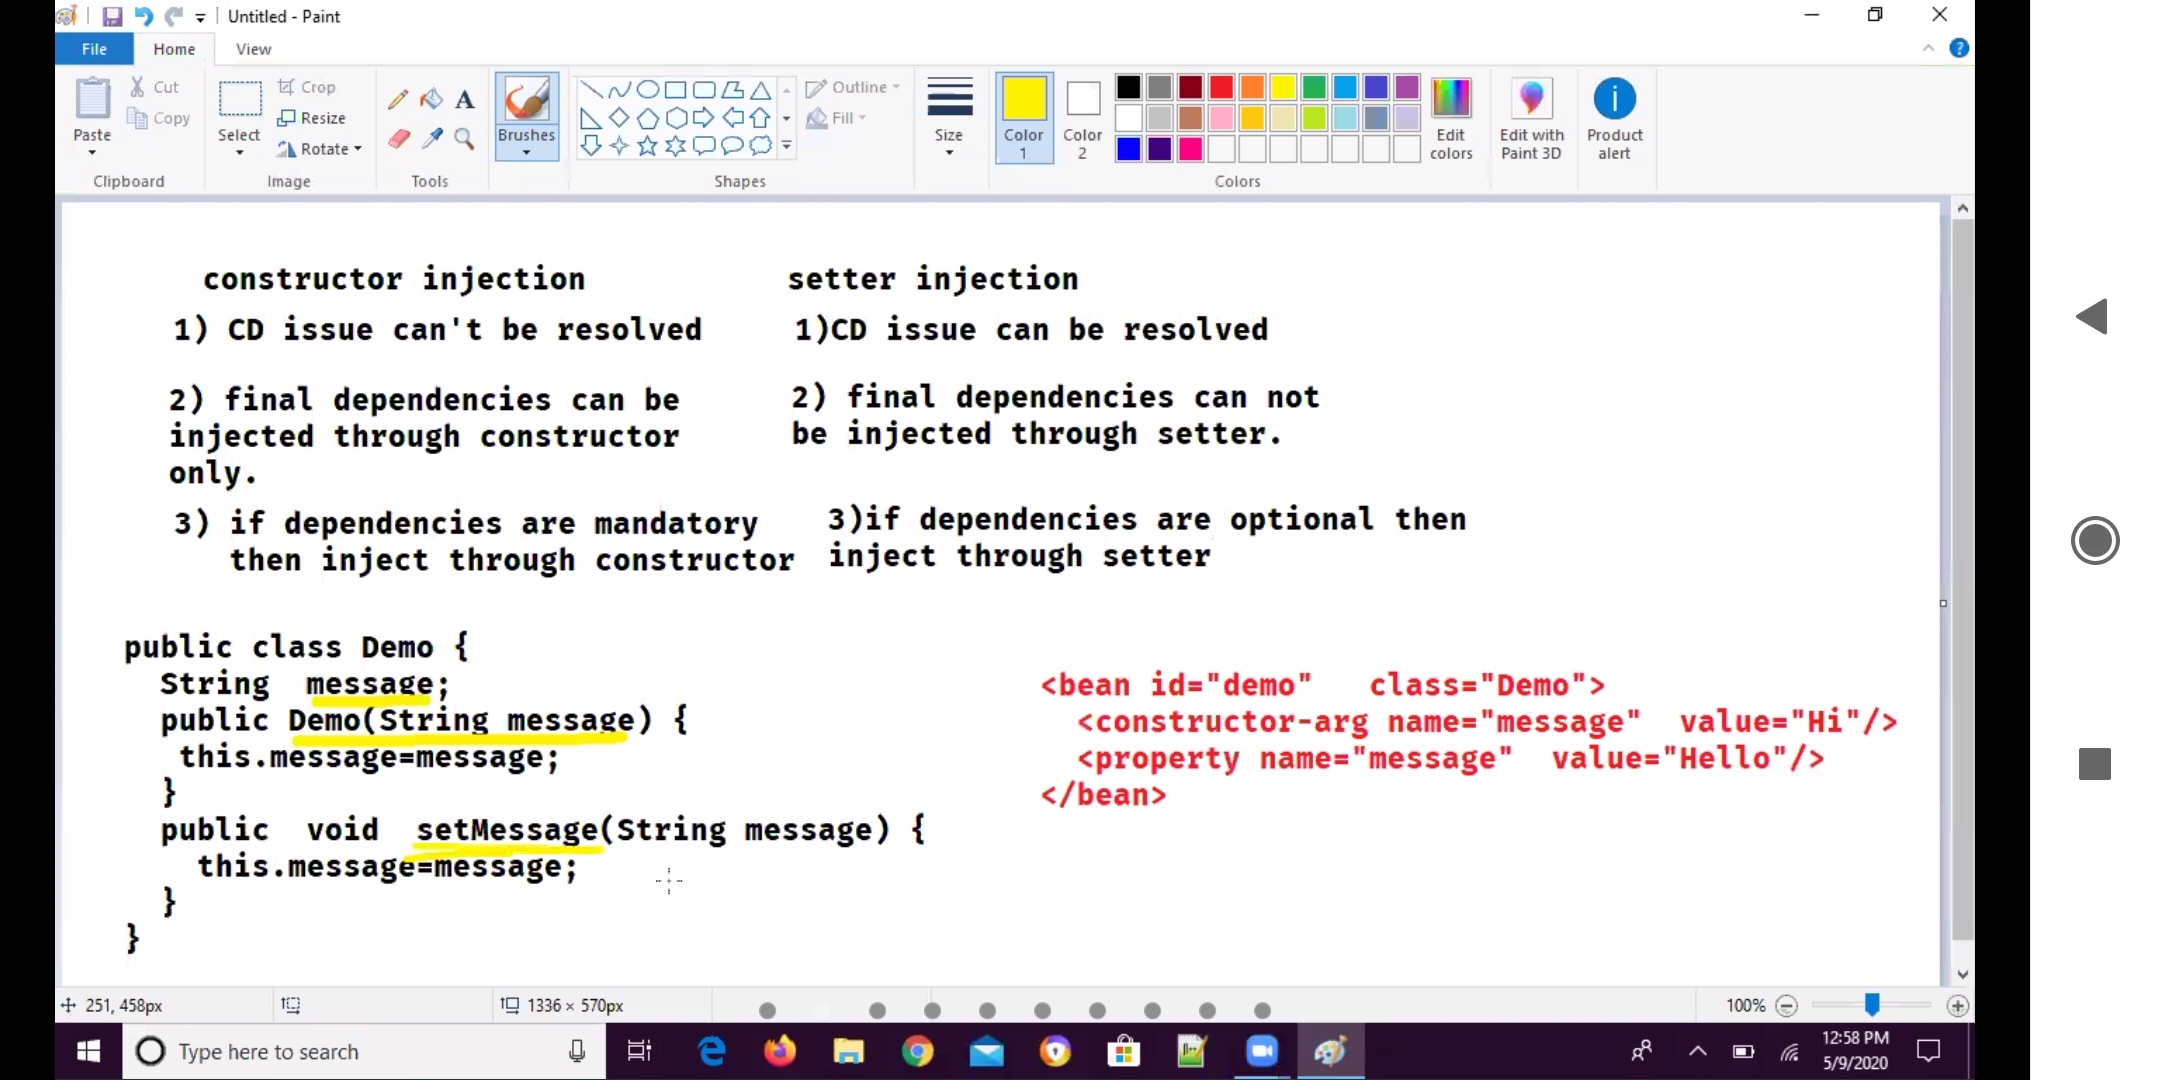 Untitled - Paint
File Home View
Paste
Cut
Copy
Clipboard
Select
Crop
Resize
Rotate
Image
Tools
Brushes
Shapes
Outline
Fill
Size
Color 1
Color 2
Edit colors
Colors
Edit with Paint 3D
Product alert
constructor injection
setter injection
1) CD issue can't be resolved
1)CD issue can be resolved
2) final dependencies can be
injected through constructor
only.
2) final dependencies can not
be injected through setter.
3) if dependencies are mandatory
then inject through constructor
3)if dependencies are optional then
inject through setter
public class Demo {
String message;
public Demo(String message) {
this.message=message;
}
public void setMessage(String message) {
this.message=message;
}
}
<bean id="demo" class="Demo">
<constructor-arg name="message" value="Hi"/>
<property name="message" value="Hello"/>
</bean>
251, 458px
1336 × 570px
100%
Type here to search
12:58 PM
5/9/2020